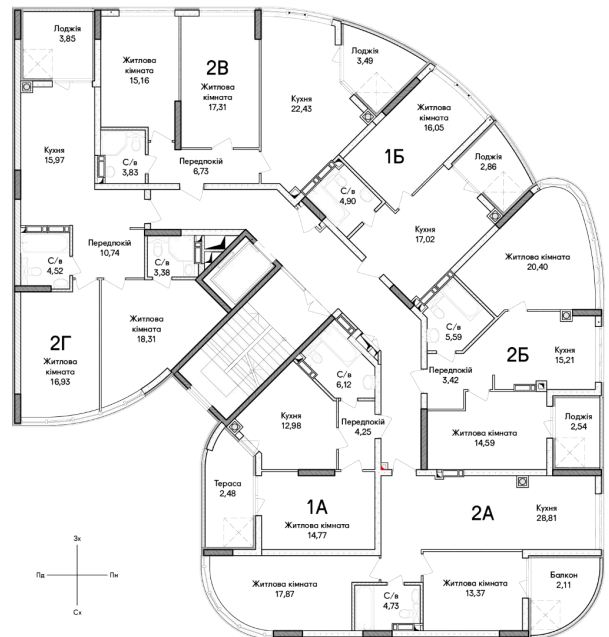 Лоджія
3,85
Житлова
кімната
15,16
2В
Житлова
кімната
17,31
Кухня
22,43
Лоджія
3,49
Житлова
кімната
16,05
1Б
Лоджія
2,86
Кухня
15,97
С/в
3,83
Передпокій
6,73
С/в
4,90
Кухня
17,02
Житлова кімната
20,40
Передпокій
10,74
С/в
4,52
С/в
3,38
Житлова
кімната
18,31
2Г
Житлова
кімната
16,93
С/в
5,59
2Б
Кухня
15,21
Передпокій
3,42
С/в
6,12
Кухня
12,98
Передпокій
4,25
Житлова кімната
14,59
Лоджія
2,54
Тераса
2,48
1А
Житлова кімната
14,77
2А
Кухня
28,81
Житлова кімната
17,87
С/в
4,73
Житлова кімната
13,37
Балкон
2,11
Зх
Пд
Пн
Сх